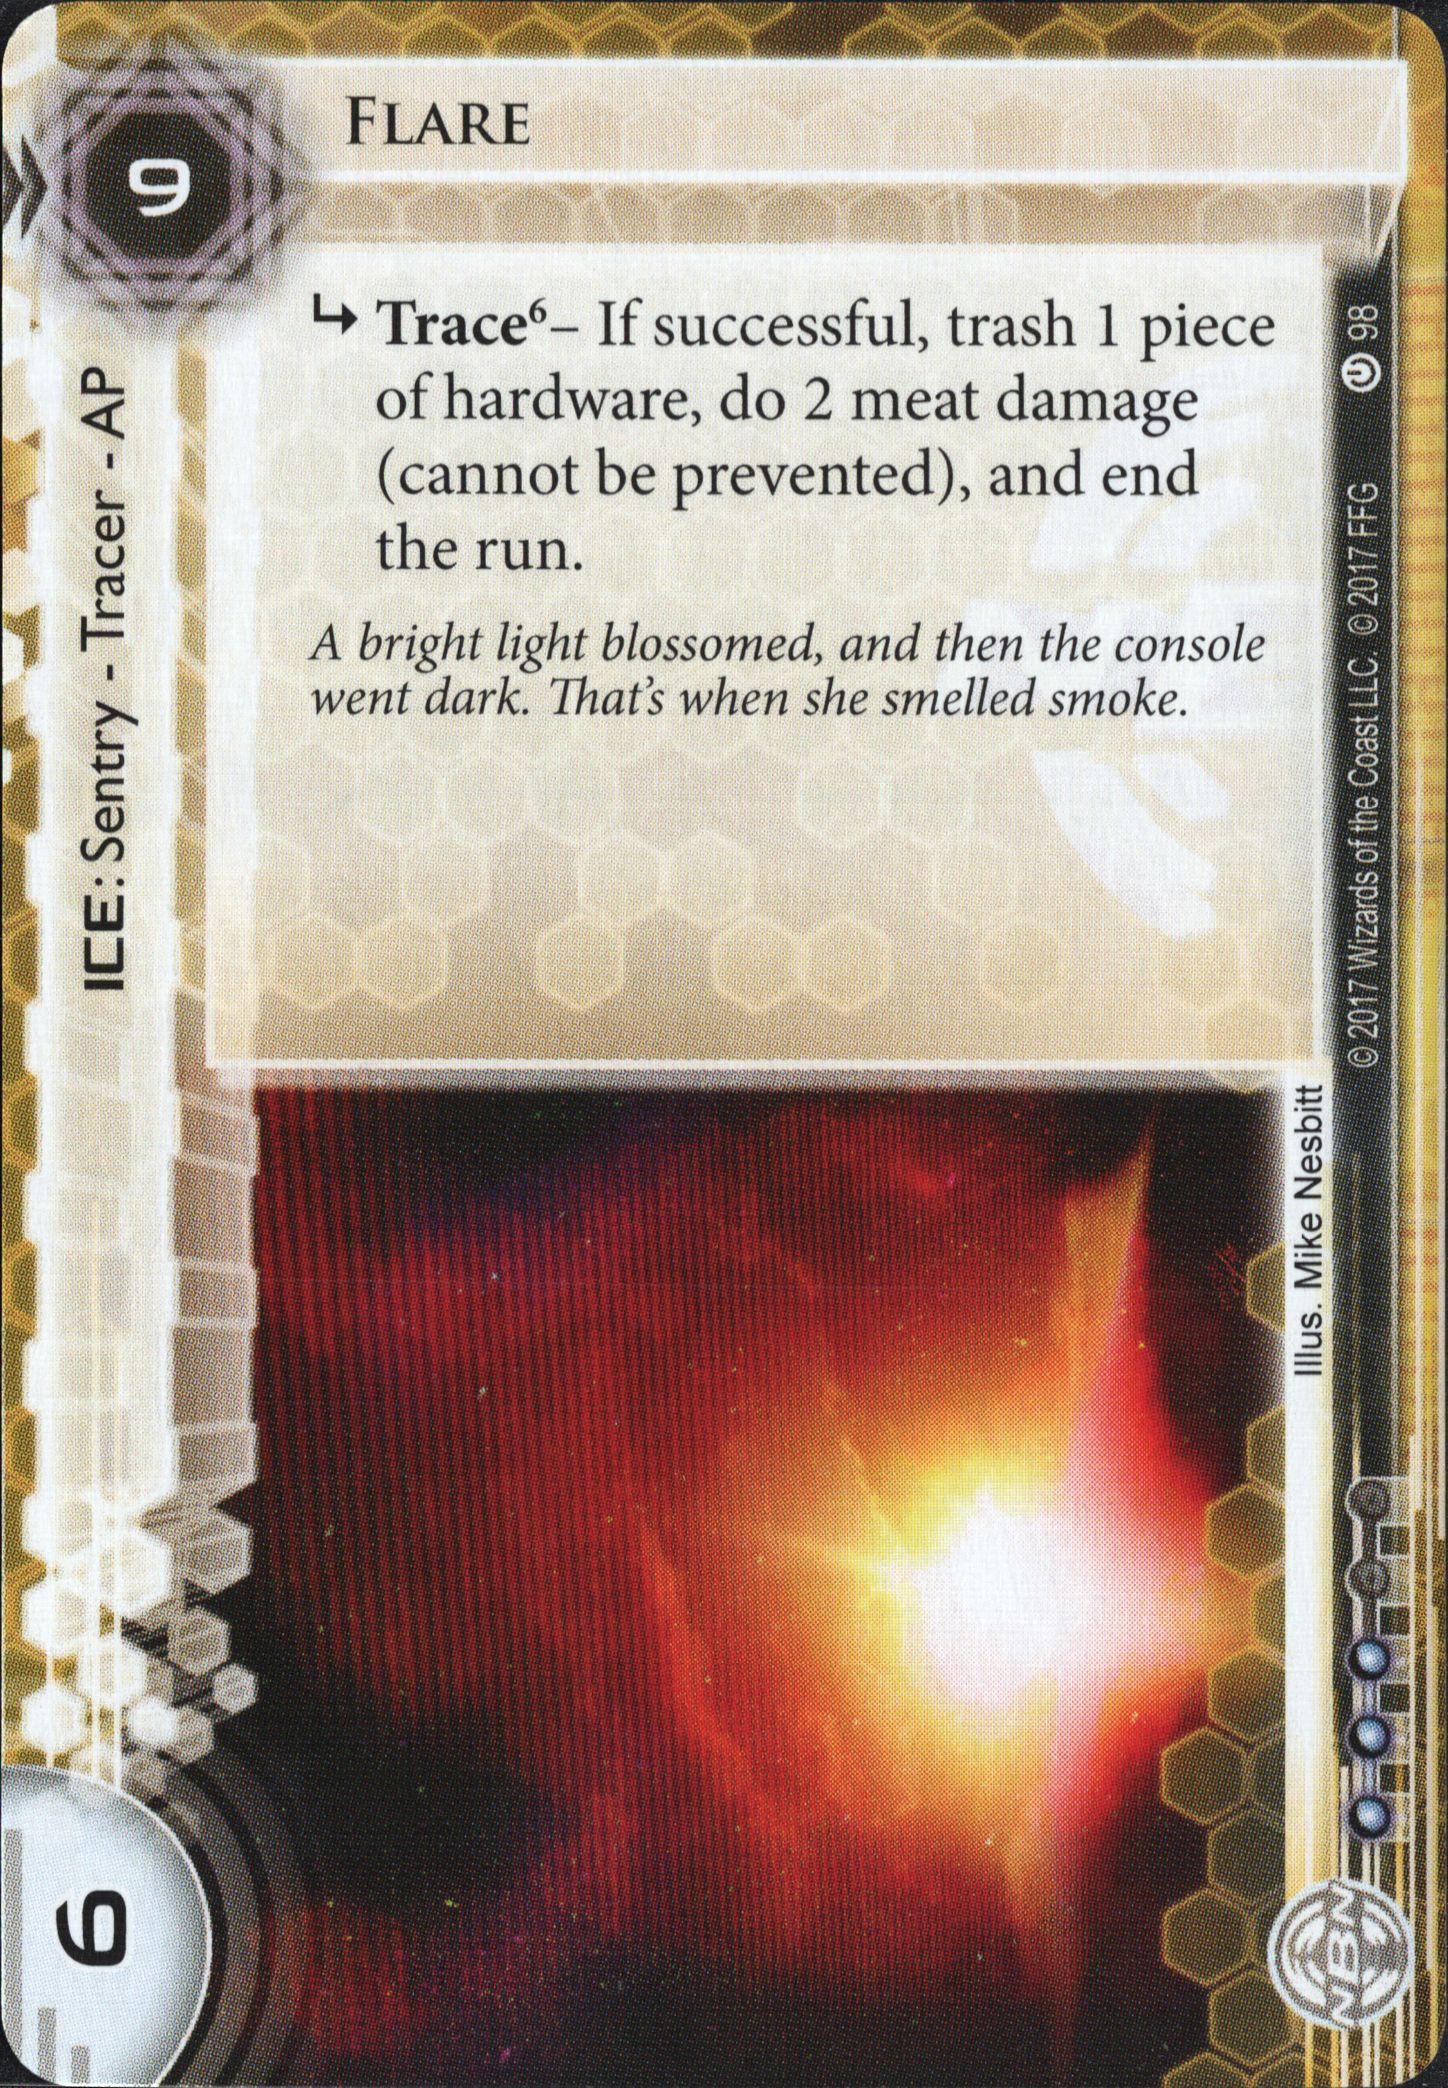 FLARE
9
ICE: Sentry - Tracer - AP
↳ Trace⁶– If successful, trash 1 piece
of hardware, do 2 meat damage
(cannot be prevented), and end
the run.
A bright light blossomed, and then the console
went dark. That's when she smelled smoke.
6
Illus. Mike Nesbitt
NBN
© 2017 Wizards of the Coast LLC. © 2017 FFG
98